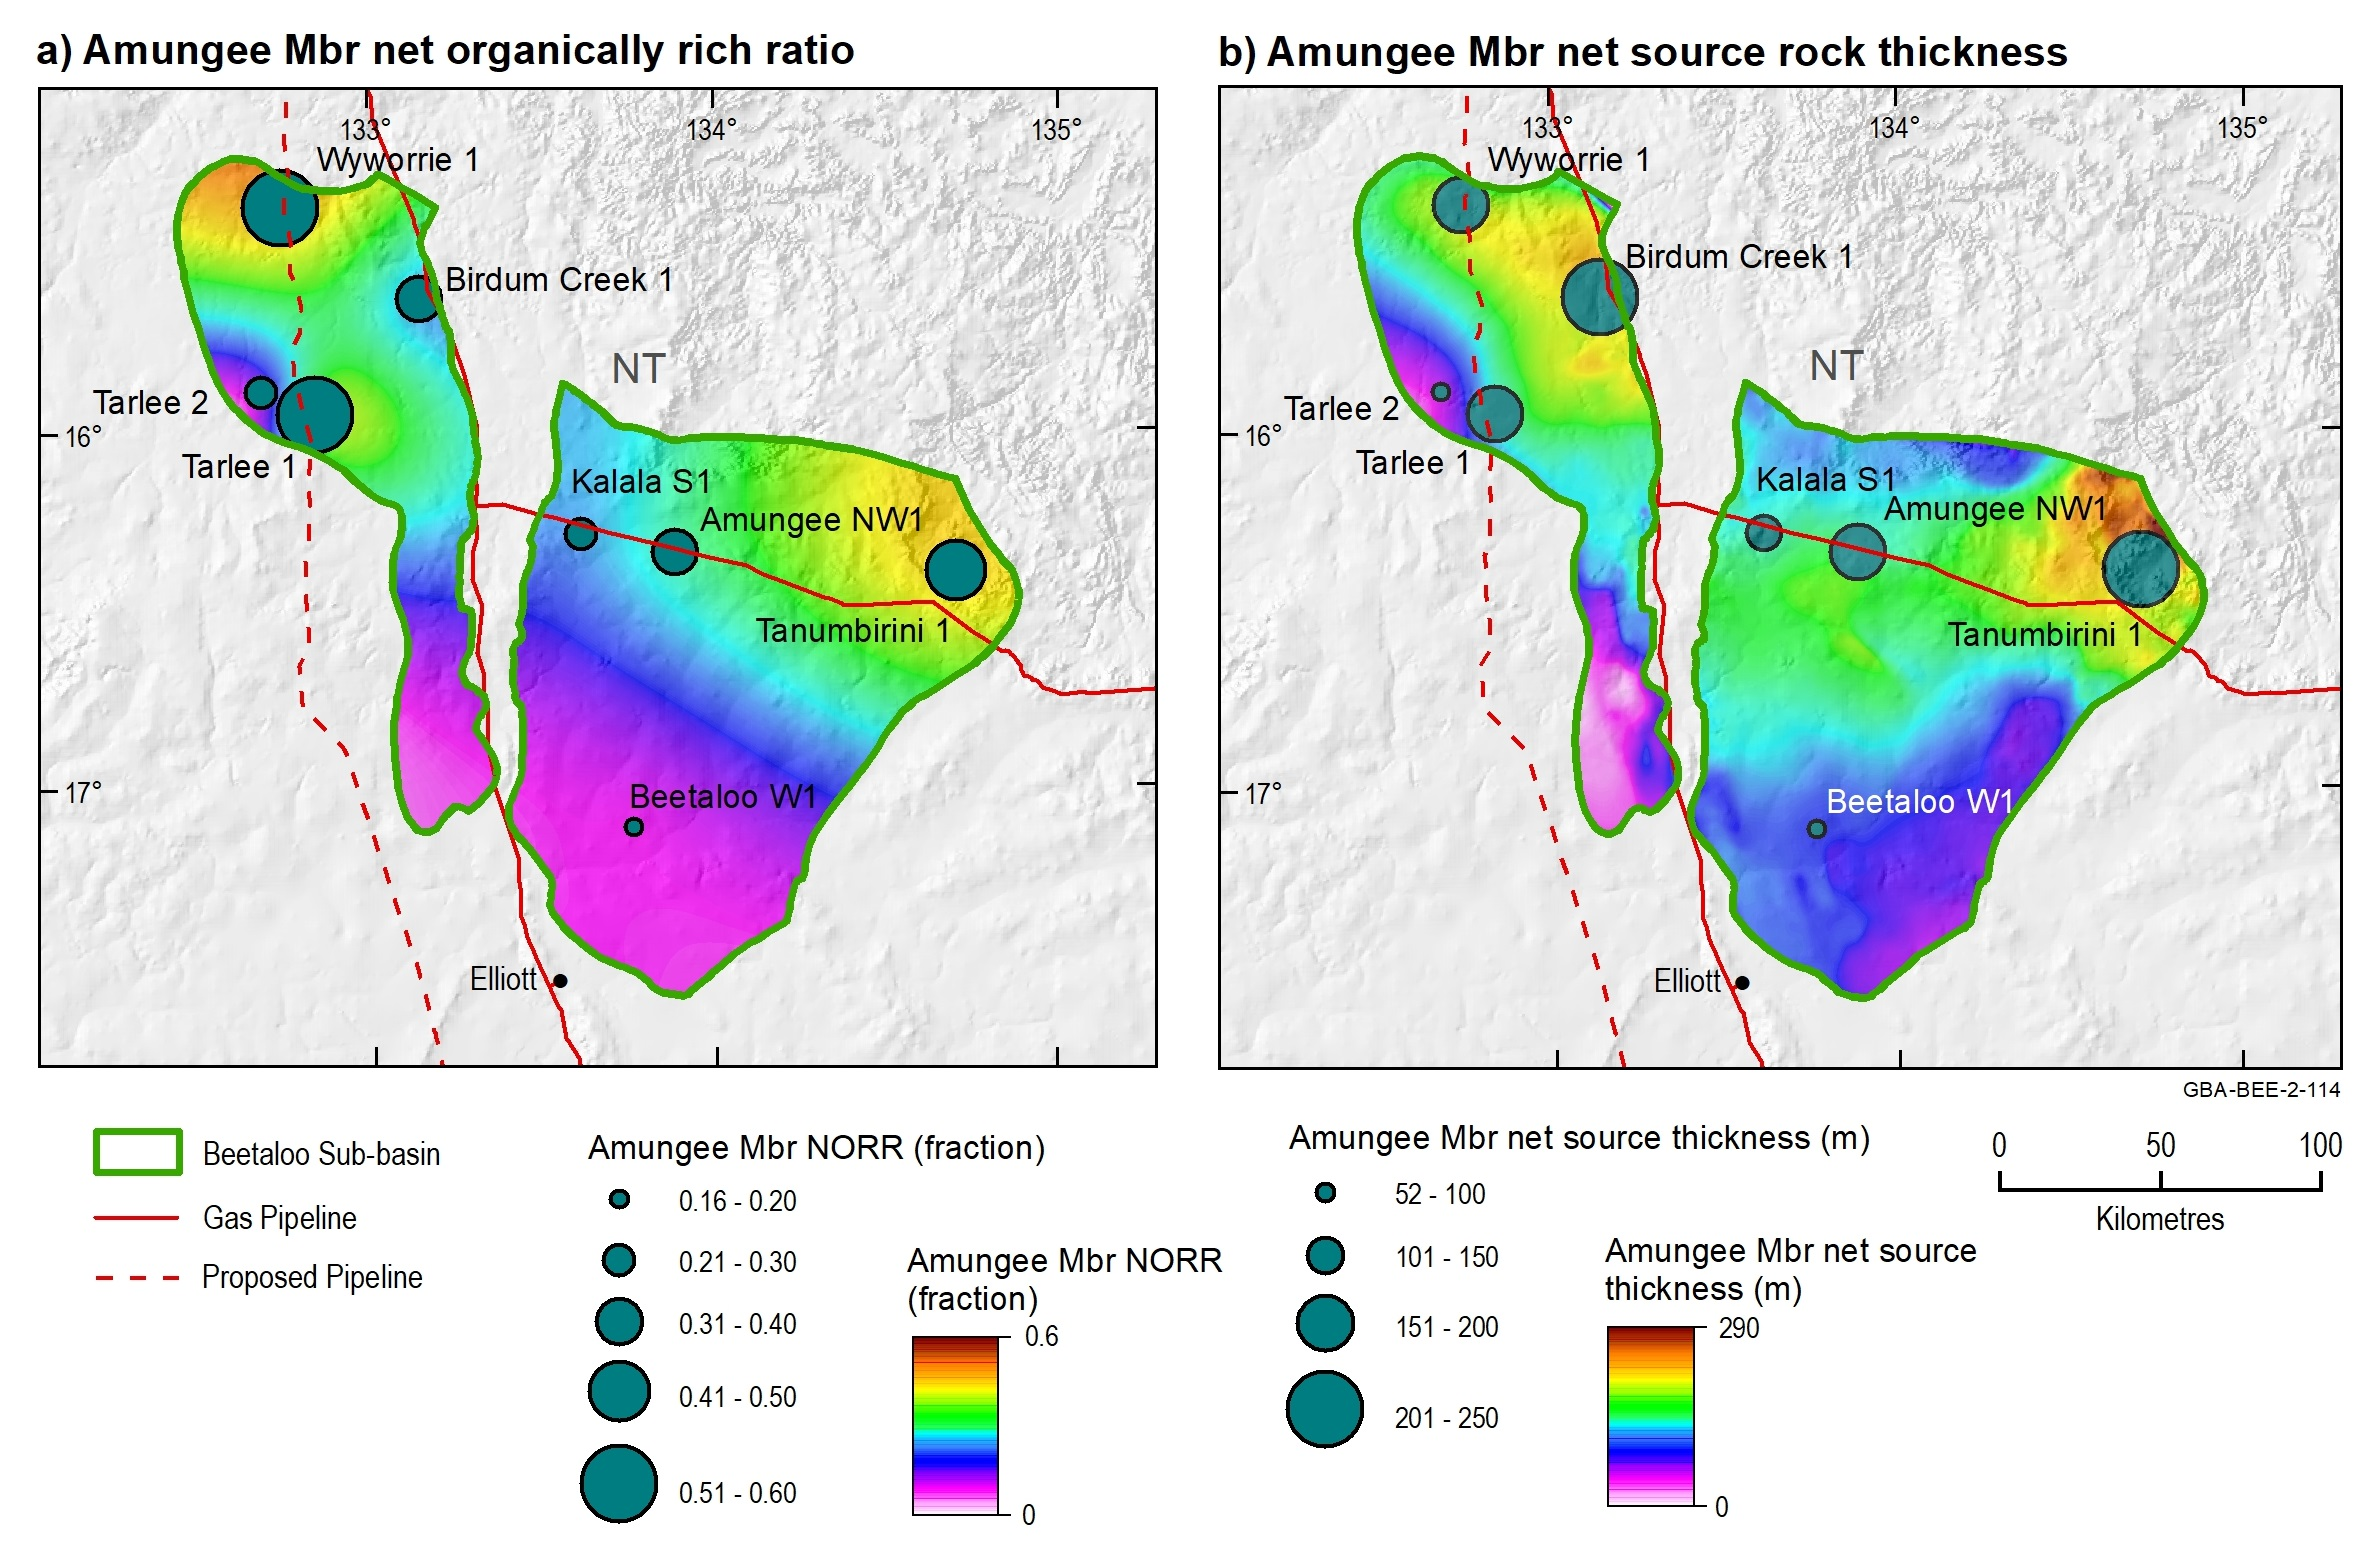 a) Amungee Mbr net organically rich ratio
133°
134°
135°
Wyworrie 1
Birdum Creek 1
NT
Tarlee 2
16°
Tarlee 1
Kalala S1
Amungee NW1
Tanumbirini 1
17°
Beetaloo W1
Elliott
b) Amungee Mbr net source rock thickness
133°
134°
135°
Wyworrie 1
Birdum Creek 1
NT
Tarlee 2
16°
Tarlee 1
Kalala S1
Amungee NW1
Tanumbirini 1
17°
Beetaloo W1
Elliott
GBA-BEE-2-114
Beetaloo Sub-basin
Gas Pipeline
Proposed Pipeline
Amungee Mbr NORR (fraction)
0.16 - 0.20
0.21 - 0.30
0.31 - 0.40
0.41 - 0.50
0.51 - 0.60
Amungee Mbr NORR
(fraction)
0.6
0
Amungee Mbr net source thickness (m)
52 - 100
101 - 150
151 - 200
201 - 250
Amungee Mbr net source
thickness (m)
290
0
0
50
100
Kilometres